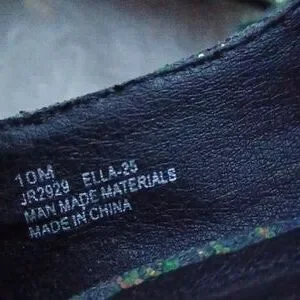 10M
JR2929 ELLA-25
MAN MADE MATERIALS
MADE IN CHINA